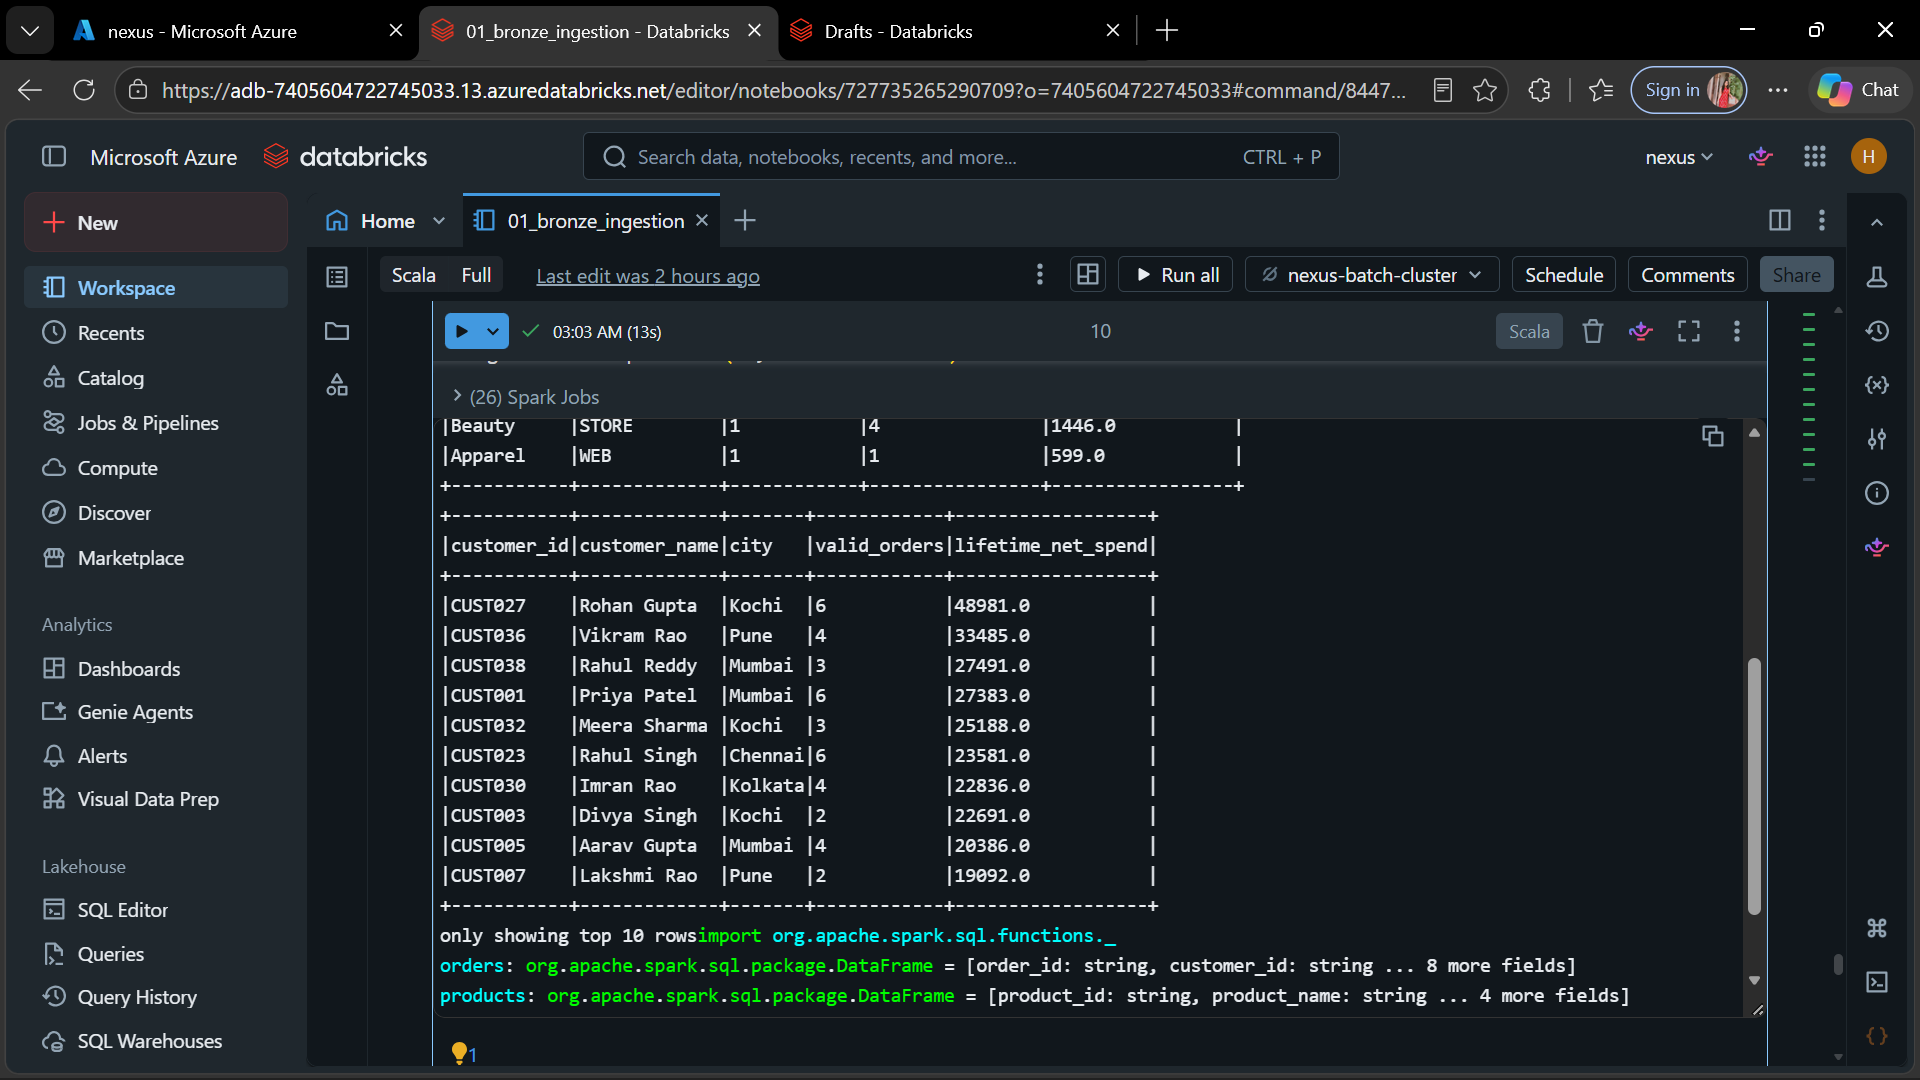 nexus - Microsoft Azure
01_bronze_ingestion - Databricks
Drafts - Databricks
https://adb-7405604722745033.13.azuredatabricks.net/editor/notebooks/727735265290709?o=7405604722745033#command/8447...
Sign in
Chat
Microsoft Azure
databricks
Search data, notebooks, recents, and more...
CTRL + P
nexus
H
New
Home
01_bronze_ingestion
Scala
Full
Last edit was 2 hours ago
Run all
nexus-batch-cluster
Schedule
Comments
Share
Workspace
Recents
Catalog
Jobs & Pipelines
Compute
Discover
Marketplace
Analytics
Dashboards
Genie Agents
Alerts
Visual Data Prep
Lakehouse
SQL Editor
Queries
Query History
SQL Warehouses
03:03 AM (13s)
10
Scala
(26) Spark Jobs
|Beauty |STORE |1 |4 |1446.0 |
|Apparel |WEB |1 |1 |599.0 |
+-----------+-------------+------------+----------------+-----------------+
+-----------+-------------+-------+------------+------------------+
|customer_id|customer_name|city |valid_orders|lifetime_net_spend|
+-----------+-------------+-------+------------+------------------+
|CUST027 |Rohan Gupta |Kochi |6 |48981.0 |
|CUST036 |Vikram Rao |Pune |4 |33485.0 |
|CUST038 |Rahul Reddy |Mumbai |3 |27491.0 |
|CUST001 |Priya Patel |Mumbai |6 |27383.0 |
|CUST032 |Meera Sharma |Kochi |3 |25188.0 |
|CUST023 |Rahul Singh |Chennai|6 |23581.0 |
|CUST030 |Imran Rao |Kolkata|4 |22836.0 |
|CUST003 |Divya Singh |Kochi |2 |22691.0 |
|CUST005 |Aarav Gupta |Mumbai |4 |20386.0 |
|CUST007 |Lakshmi Rao |Pune |2 |19092.0 |
+-----------+-------------+-------+------------+------------------+
only showing top 10 rowsimport org.apache.spark.sql.functions._
orders: org.apache.spark.sql.package.DataFrame = [order_id: string, customer_id: string ... 8 more fields]
products: org.apache.spark.sql.package.DataFrame = [product_id: string, product_name: string ... 4 more fields]
1